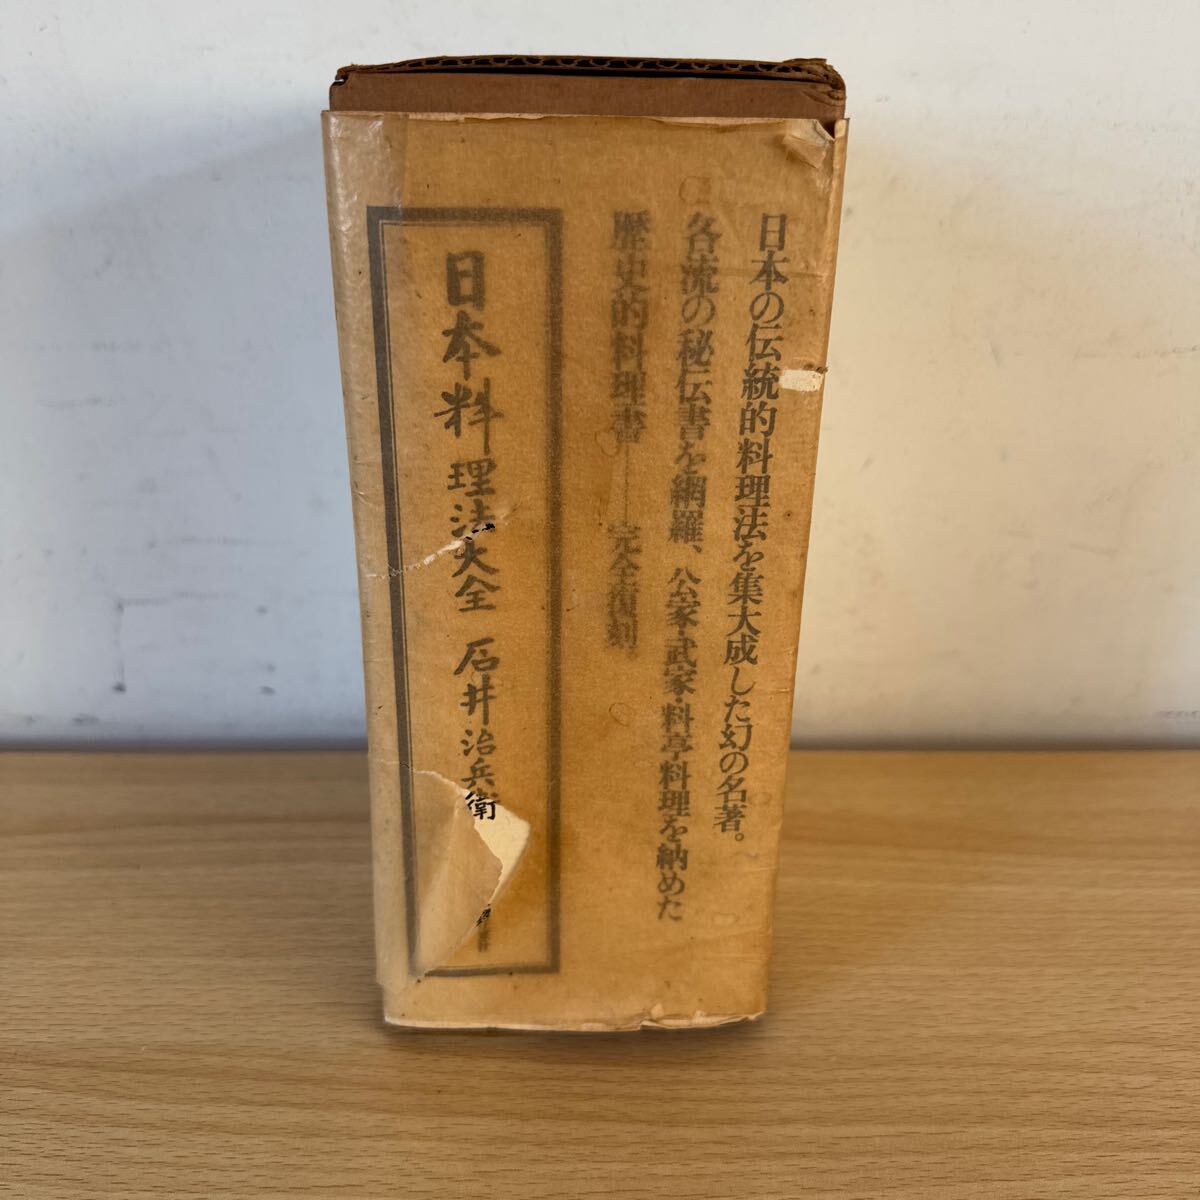 日本の伝統的料理法を集大成した幻の名著。
各流の秘伝書を網羅、公家・武家・料亭料理を納めた
歴史的料理書——完全復刻。
日本料理法大全 石井治兵衛